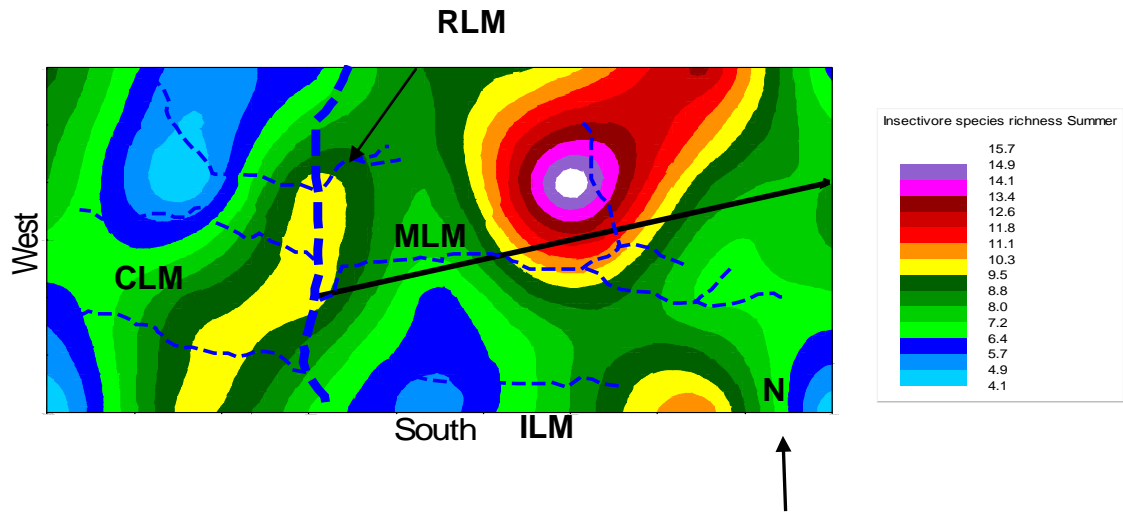 RLM
West
CLM
MLM
N
South
ILM
Insectivore species richness Summer
15.7
14.9
14.1
13.4
12.6
11.8
11.1
10.3
9.5
8.8
8.0
7.2
6.4
5.7
4.9
4.1